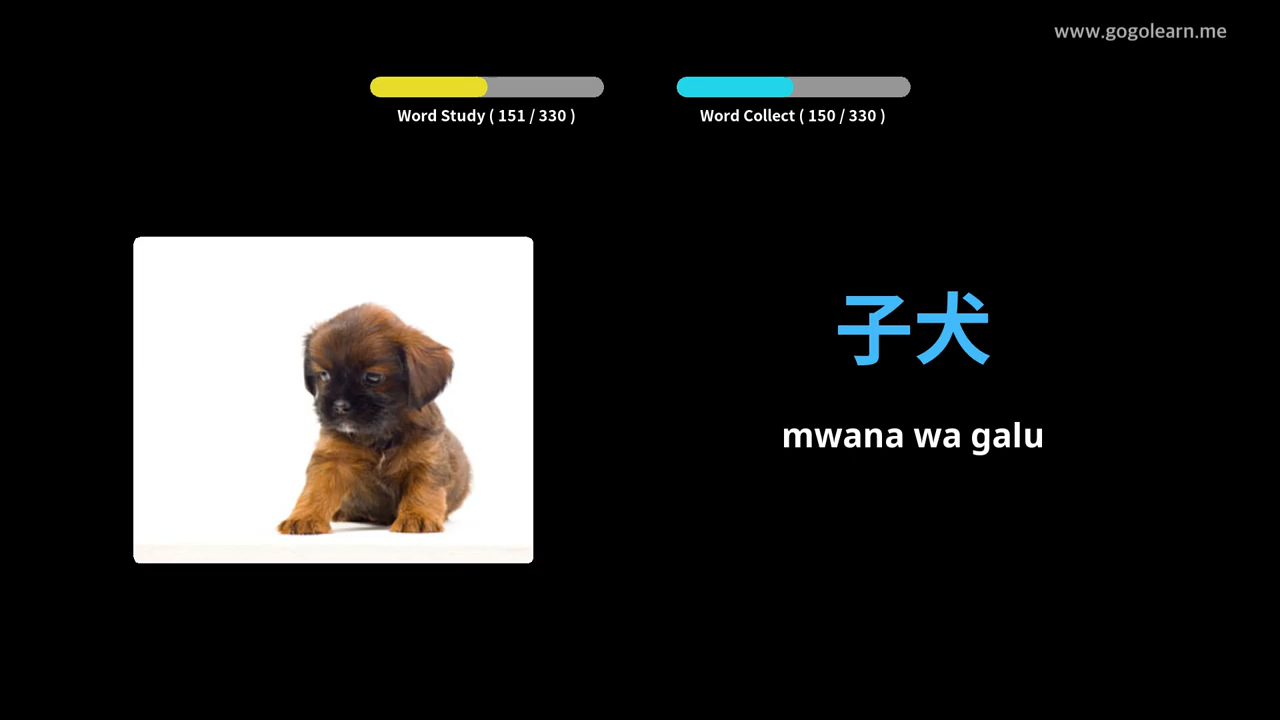 www.gogolearn.me
Word Study ( 151 / 330 )
Word Collect ( 150 / 330 )
子犬
mwana wa galu